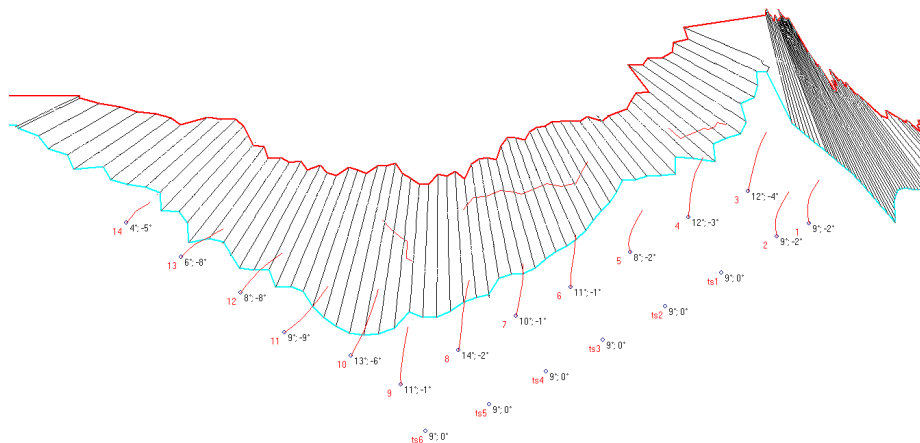 14 4°; -5°
13 6°; -8°
12 8°; -8°
11 9°; -9°
10 13°; -6°
9 11°; -1°
8 14°; -2°
7 10°; -1°
6 11°; -1°
5 8°; -2°
4 12°; -3°
3 12°; -4°
2 9°; -2°
1 9°; -2°
ts1 9°; 0°
ts2 9°; 0°
ts3 9°; 0°
ts4 9°; 0°
ts5 9°; 0°
ts6 9°; 0°